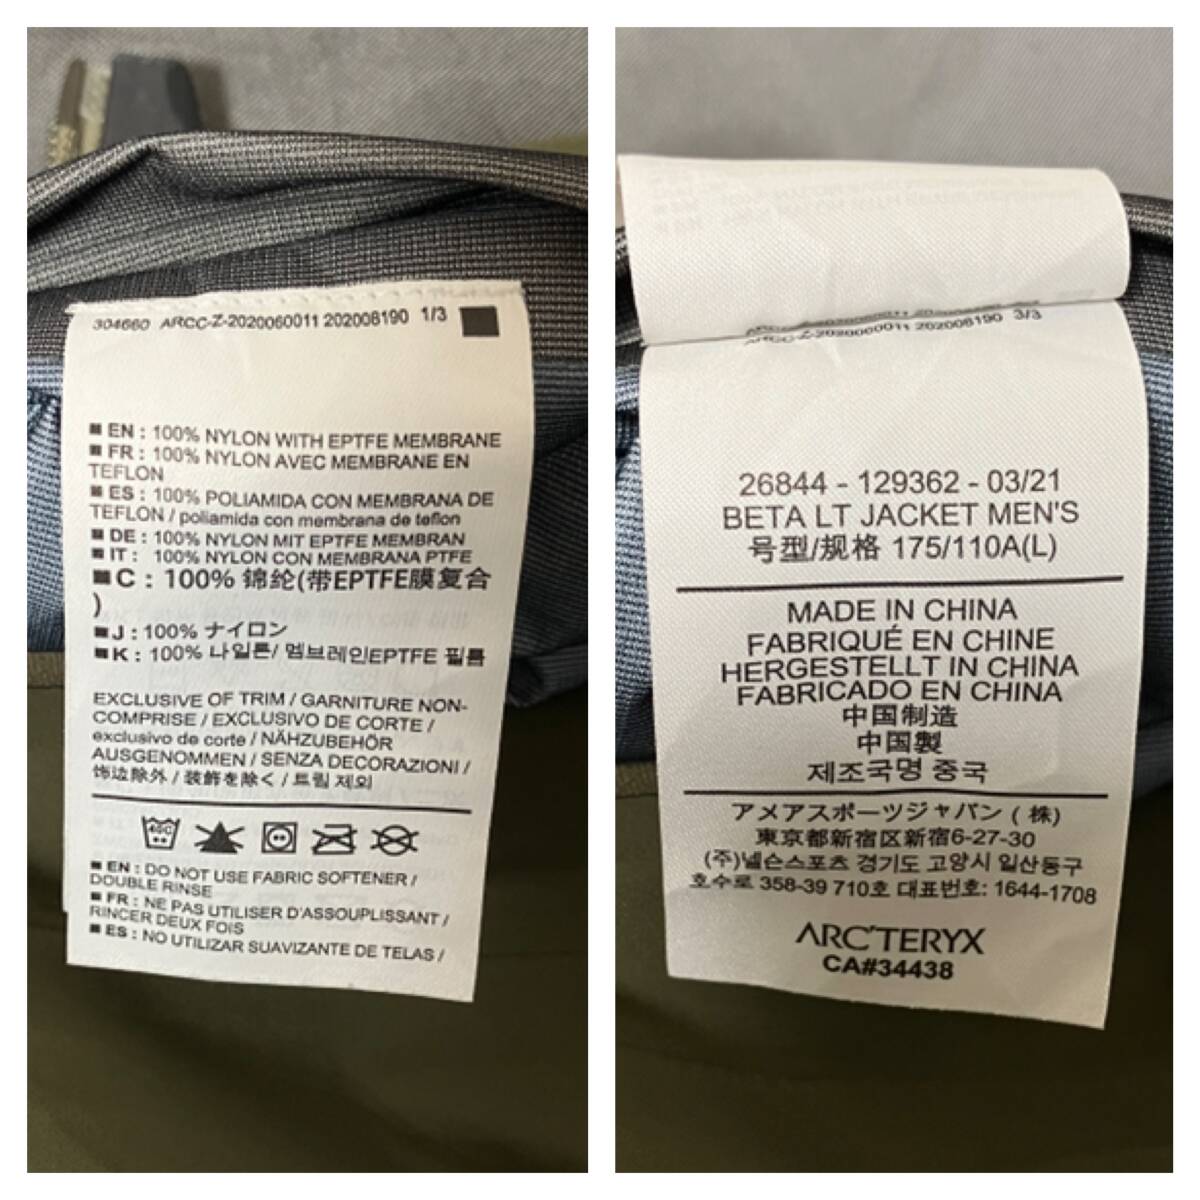 304660 ARCC-Z-2020060011 202008190 1/3
EN : 100% NYLON WITH EPTFE MEMBRANE
FR : 100% NYLON AVEC MEMBRANE EN
TEFLON
ES : 100% POLIAMIDA CON MEMBRANA DE
TEFLON / poliamida con membrana de teflon
DE : 100% NYLON MIT EPTFE MEMBRAN
IT : 100% NYLON CON MEMBRANA PTFE
C : 100% 锦纶(带EPTFE膜复合
)
J : 100% ナイロン
K : 100% 나일론/ 멤브레인EPTFE 필름
EXCLUSIVE OF TRIM / GARNITURE NON-
COMPRISE / EXCLUSIVO DE CORTE /
exclusivo de corte / NÄHZUBEHÖR
AUSGENOMMEN / SENZA DECORAZIONI /
饰边除外 / 装飾を除く / 트림 제외
40C
EN : DO NOT USE FABRIC SOFTENER /
DOUBLE RINSE
FR : NE PAS UTILISER D'ASSOUPLISSANT /
RINCER DEUX FOIS
ES : NO UTILIZAR SUAVIZANTE DE TELAS /
ARCC-Z-2020060011 202008190 3/3
26844 - 129362 - 03/21
BETA LT JACKET MEN'S
号型/规格 175/110A(L)
MADE IN CHINA
FABRIQUÉ EN CHINE
HERGESTELLT IN CHINA
FABRICADO EN CHINA
中国制造
中国製
제조국명 중국
アメアスポーツジャパン ( 株)
東京都新宿区新宿6-27-30
(주)넬슨스포츠 경기도 고양시 일산동구
호수로 358-39 710호 대표번호: 1644-1708
ARC'TERYX
CA#34438